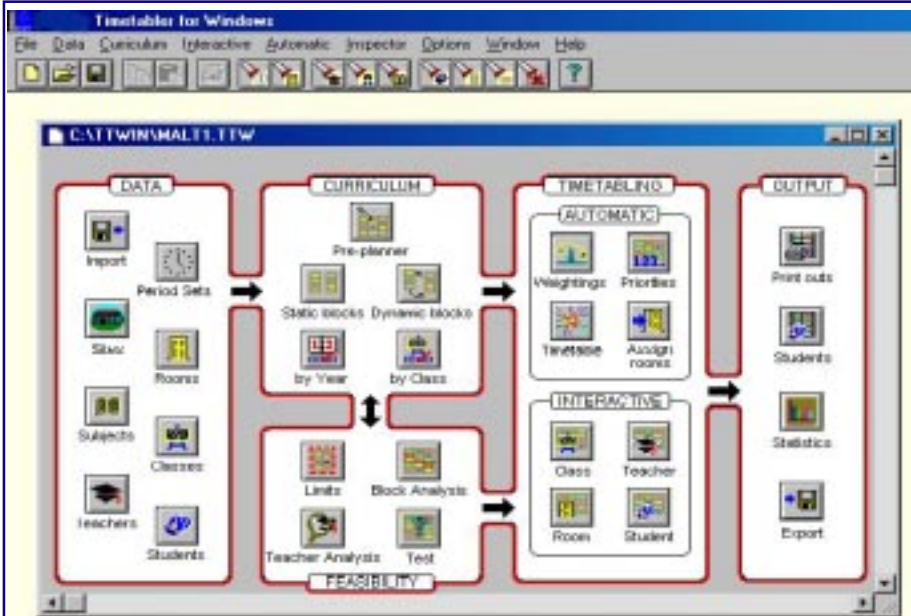 Timetabler for Windows
File Data Curriculum Interactive Automatic Inspector Options Window Help
C:\TTWIN\MALT1.TTW
DATA
Import
Period Sets
Sites
Rooms
Subjects
Classes
Teachers
Students
CURRICULUM
Pre-planner
Static blocks Dynamic blocks
by Year by Class
Limits Block Analysis
Teacher Analysis Test
FEASIBILITY
TIMETABLING
AUTOMATIC
Weightings Priorities
Timetable Assign
rooms
INTERACTIVE
Class Teacher
Room Student
OUTPUT
Print outs
Students
Statistics
Export